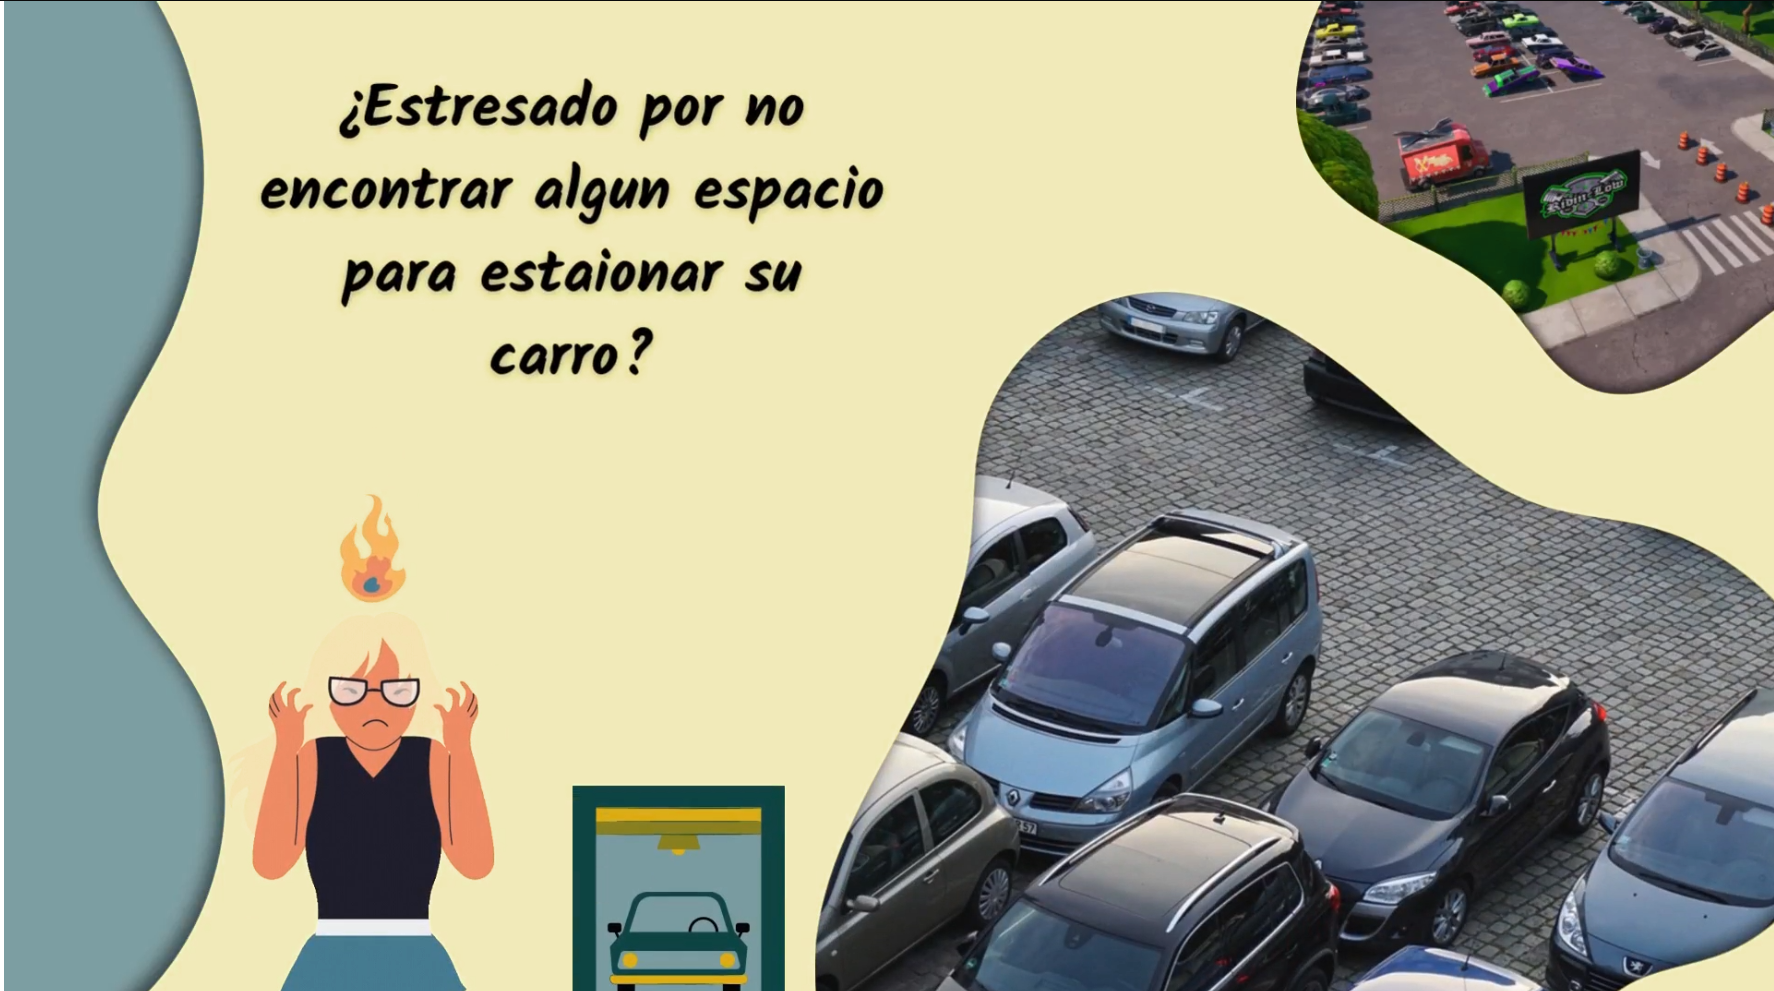 ¿Estresado por no
encontrar algun espacio
para estaionar su
carro?